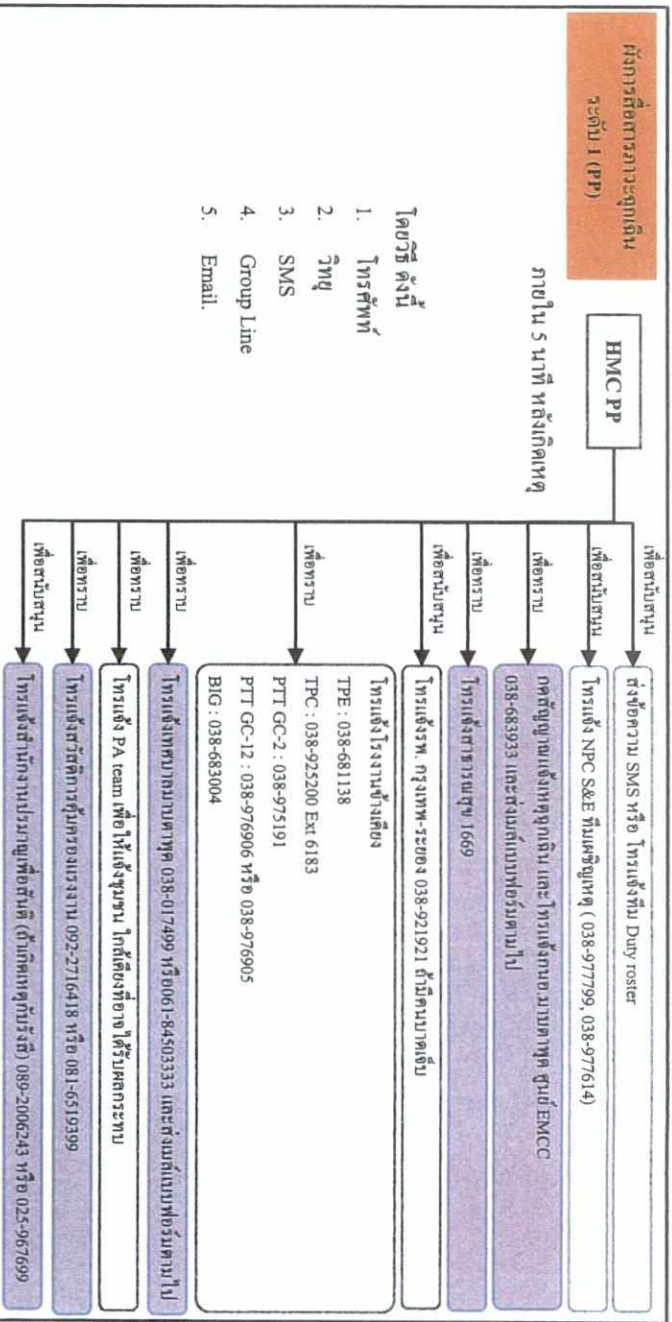 ผังการสื่อสารภาวะฉุกเฉิน
ระดับ 1 (PP)
HMC PP
ภายใน 5 นาที หลังเกิดเหตุ
โดยวิธี ดังนี้
1. โทรศัพท์
2. วิทยุ
3. SMS
4. Group Line
5. Email.
เพื่อสนับสนุน
ส่งข้อความ SMS หรือ โทรแจ้งทีม Duty roster
เพื่อสนับสนุน
โทรแจ้ง NPC S&E ทีมเผชิญเหตุ ( 038-977799, 038-977614)
เพื่อทราบ
กดสัญญาณแจ้งเหตุฉุกเฉิน และโทรแจ้งกนอ.มาบตาพุด ศูนย์ EMCC
038-683933 และส่งเมล์แบบฟอร์มตามไป
เพื่อทราบ
โทรแจ้งสาธารณสุข 1669
เพื่อสนับสนุน
โทรแจ้งรพ. กรุงเทพ-ระยอง 038-921921 ถ้ามีคนบาดเจ็บ
เพื่อทราบ
โทรแจ้งโรงงานข้างเคียง
TPE : 038-681138
TPC : 038-925200 Ext 6183
PTT GC-2 : 038-975191
PTT GC-12 : 038-976906 หรือ 038-976905
BIG : 038-683004
เพื่อทราบ
โทรแจ้งเทศบาลมาบตาพุด 038-017499 หรือ061-84503333 และส่งเมล์แบบฟอร์มตามไป
เพื่อทราบ
โทรแจ้ง PA team เพื่อให้แจ้งชุมชน ใกล้เคียงที่อาจได้รับผลกระทบ
เพื่อทราบ
โทรแจ้งสวัสดิการคุ้มครองแรงงาน 092-2716418 หรือ 081-6519399
เพื่อสนับสนุน
โทรแจ้งสำนักงานปรมาณูเพื่อสันติ (ถ้าเกิดเหตุกับรังสี) 089-2006243 หรือ 025-967699